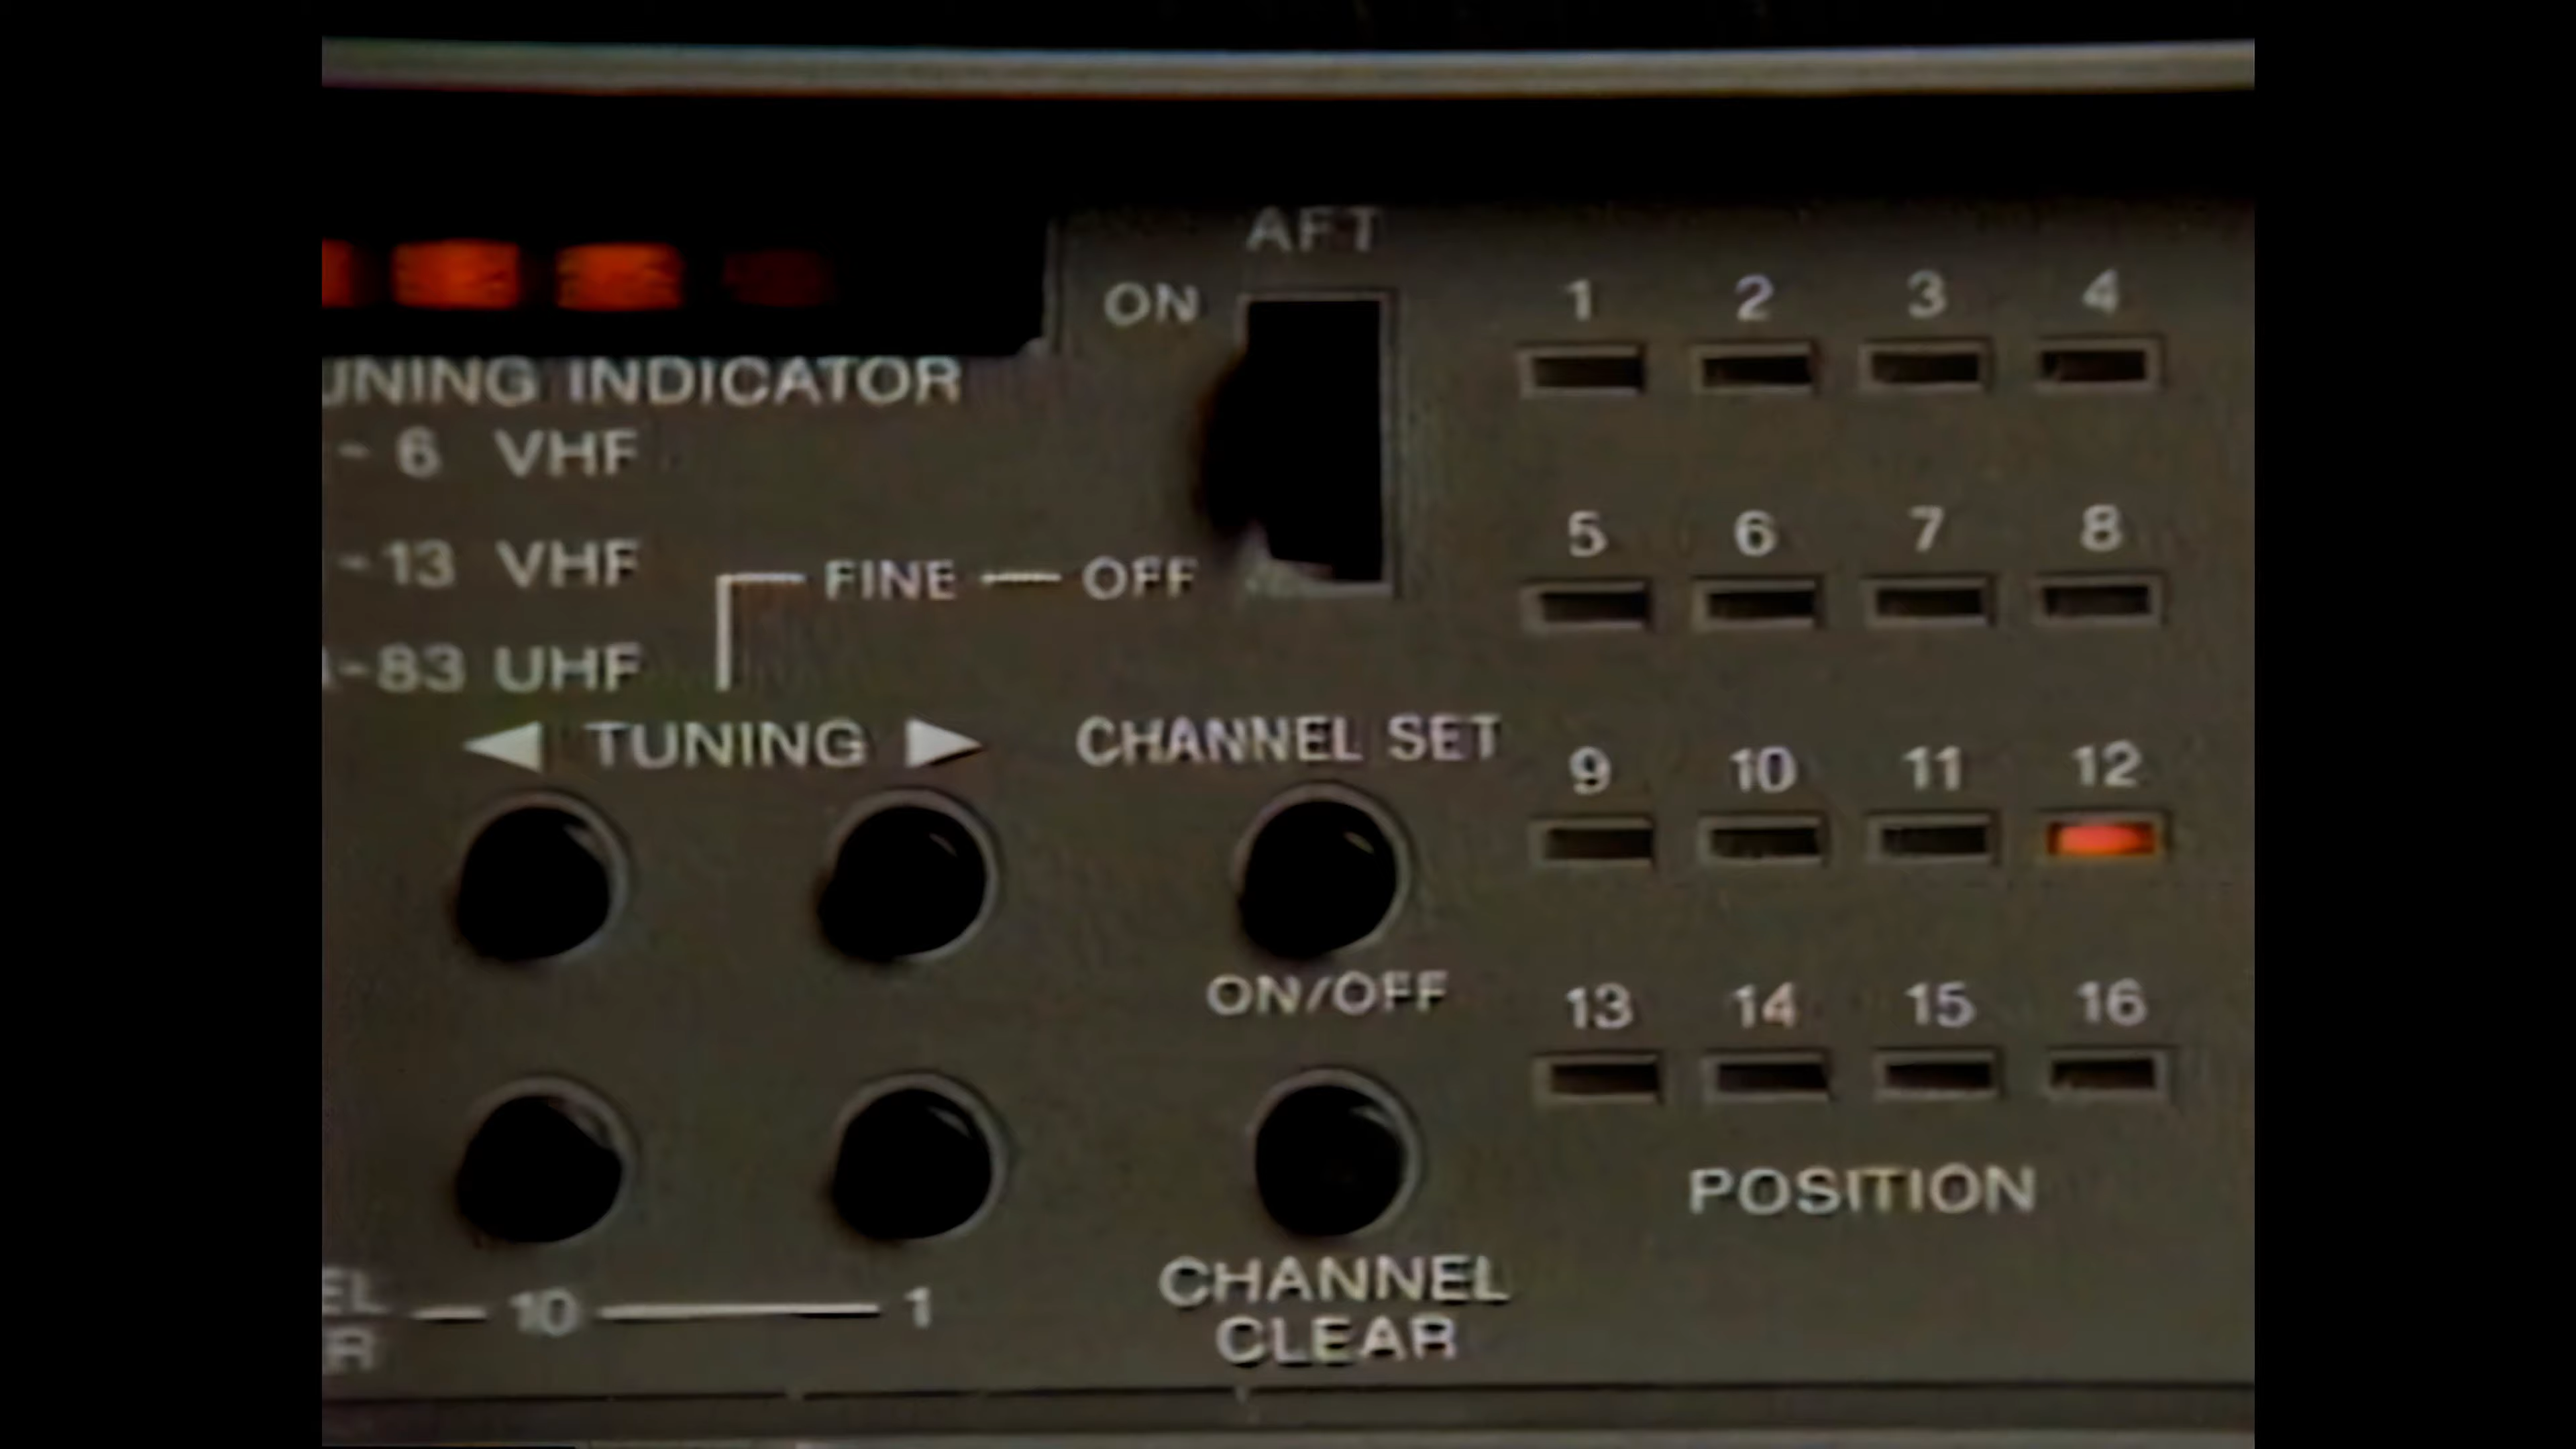 AFT
ON
1 2 3 4
UNING INDICATOR
- 6 VHF
5 6 7 8
-13 VHF
FINE — OFF
-83 UHF
◀ TUNING ▶
CHANNEL SET
9 10 11 12
ON/OFF
13 14 15 16
POSITION
EL — 10 — 1
R
CHANNEL
CLEAR